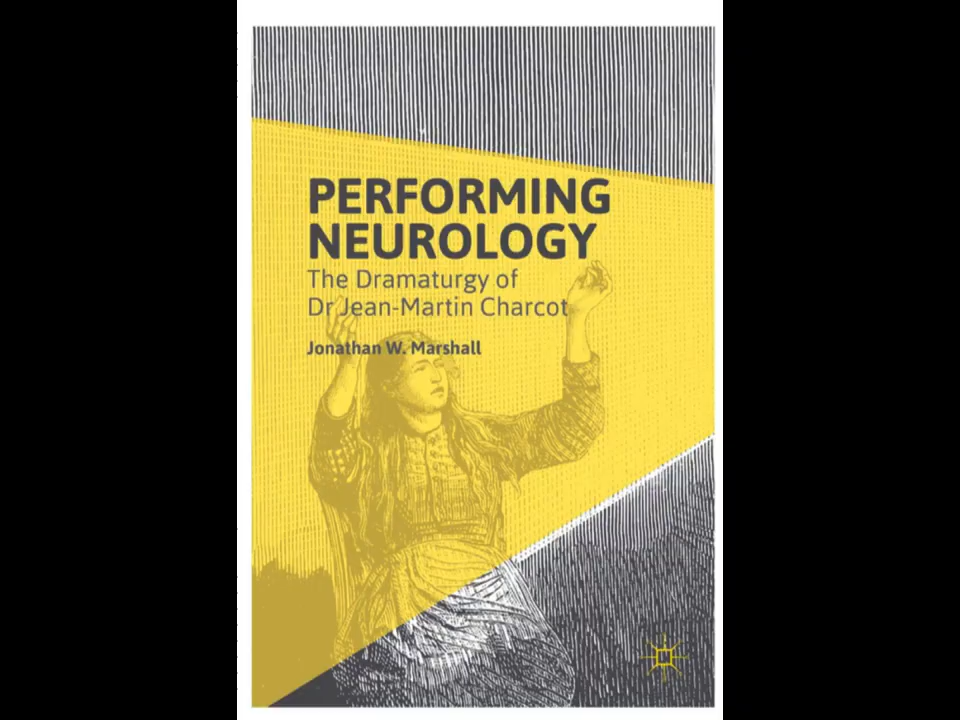 PERFORMING
NEUROLOGY
The Dramaturgy of
Dr Jean-Martin Charcot
Jonathan W. Marshall